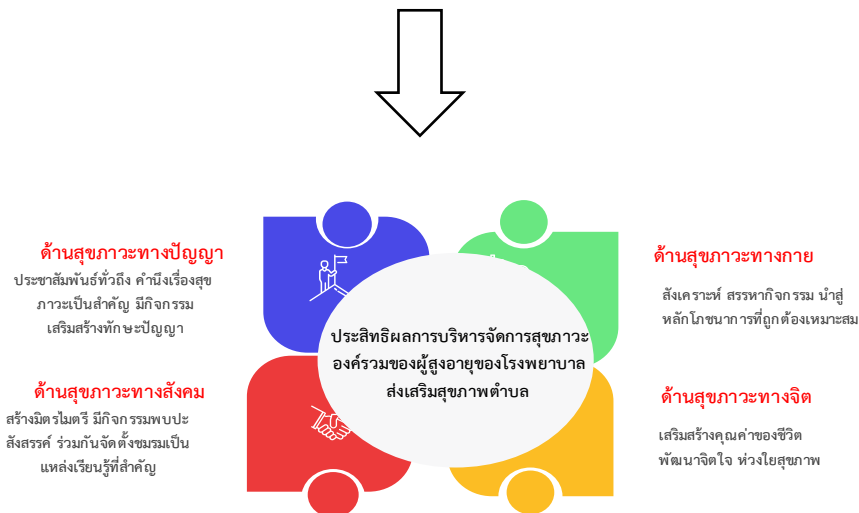 ด้านสุขภาวะทางปัญญา
ประชาสัมพันธ์ทั่วถึง คำนึงเรื่องสุข
ภาวะเป็นสำคัญ มีกิจกรรม
เสริมสร้างทักษะปัญญา
ด้านสุขภาวะทางกาย
สังเคราะห์ สรรหากิจกรรม นำสู่
หลักโภชนาการที่ถูกต้องเหมาะสม
ประสิทธิผลการบริหารจัดการสุขภาวะ
องค์รวมของผู้สูงอายุของโรงพยาบาล
ส่งเสริมสุขภาพตำบล
ด้านสุขภาวะทางสังคม
สร้างมิตรไมตรี มีกิจกรรมพบปะ
สังสรรค์ ร่วมกันจัดตั้งชมรมเป็น
แหล่งเรียนรู้ที่สำคัญ
ด้านสุขภาวะทางจิต
เสริมสร้างคุณค่าของชีวิต
พัฒนาจิตใจ ห่วงใยสุขภาพ